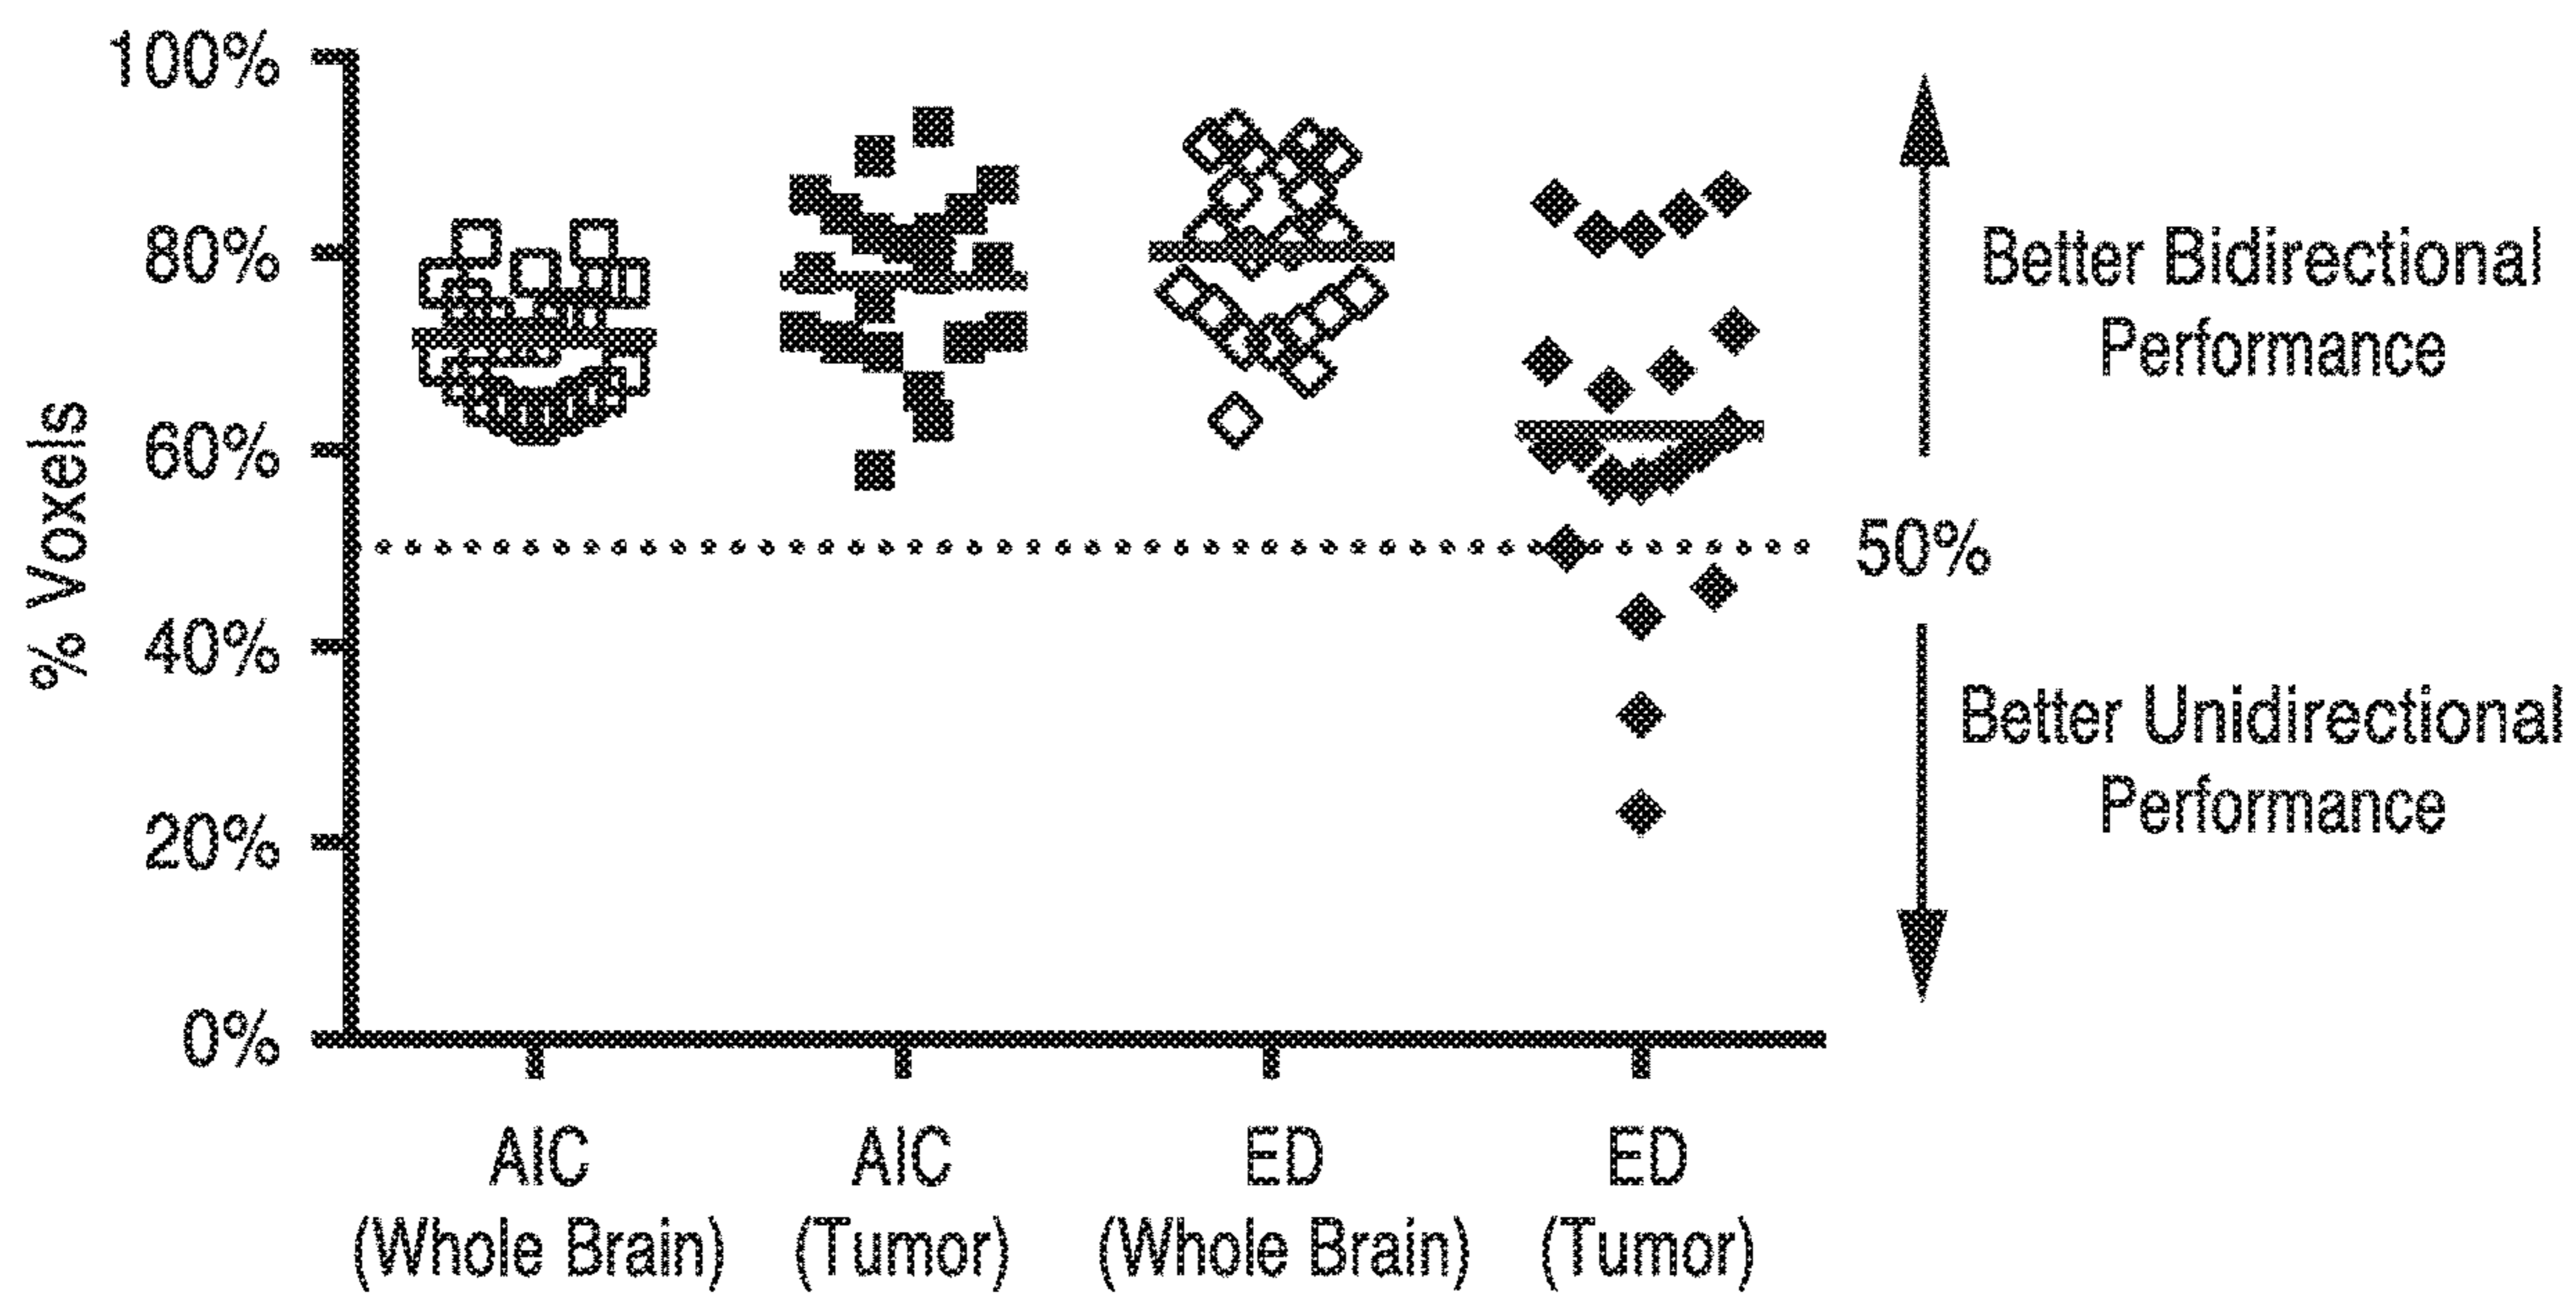 100%
80%
60%
40%
20%
0%
% Voxels
Better Bidirectional
Performance
50%
Better Unidirectional
Performance
AIC
(Whole Brain)
AIC
(Tumor)
ED
(Whole Brain)
ED
(Tumor)